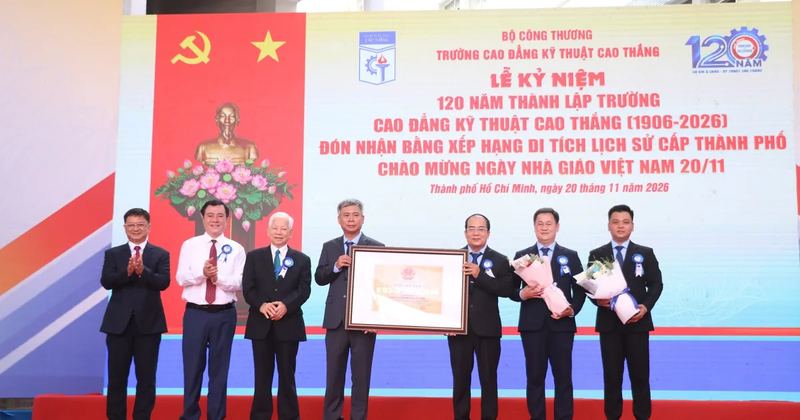 BỘ CÔNG THƯƠNG
TRƯỜNG CAO ĐẲNG KỸ THUẬT CAO THẮNG
LỄ KỶ NIỆM
120 NĂM THÀNH LẬP TRƯỜNG
CAO ĐẲNG KỸ THUẬT CAO THẮNG (1906-2026)
ĐÓN NHẬN BẰNG XẾP HẠNG DI TÍCH LỊCH SỬ CẤP THÀNH PHỐ
CHÀO MỪNG NGÀY NHÀ GIÁO VIỆT NAM 20/11
Thành phố Hồ Chí Minh, ngày 20 tháng 11 năm 2026
120 NĂM